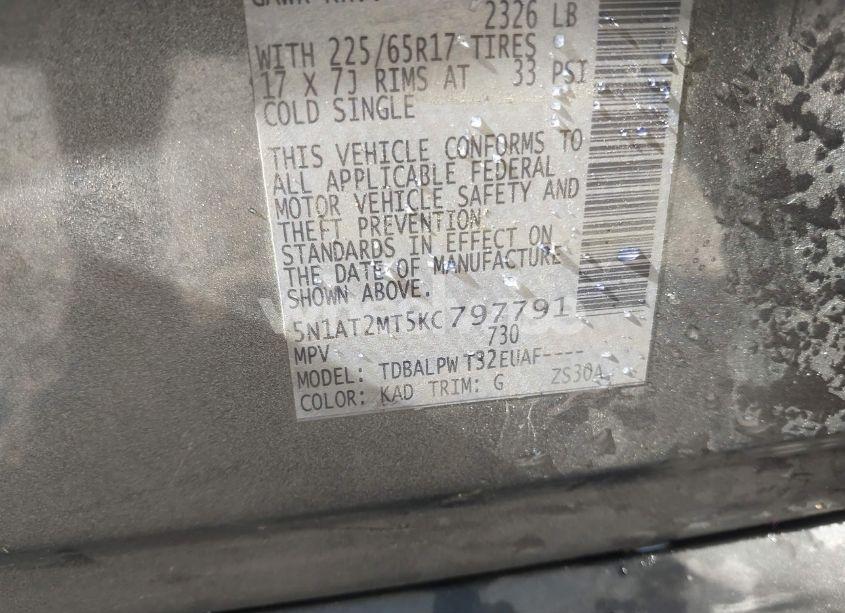 2326 LB
WITH 225/65R17 TIRES
17 X 7J RIMS AT 33 PSI
COLD SINGLE
THIS VEHICLE CONFORMS TO
ALL APPLICABLE FEDERAL
MOTOR VEHICLE SAFETY AND
THEFT PREVENTION
STANDARDS IN EFFECT ON
THE DATE OF MANUFACTURE
SHOWN ABOVE.
5N1AT2MT5KC797791
MPV 730
MODEL: TDBALPW T32EUAF----
COLOR: KAD TRIM: G ZS30A